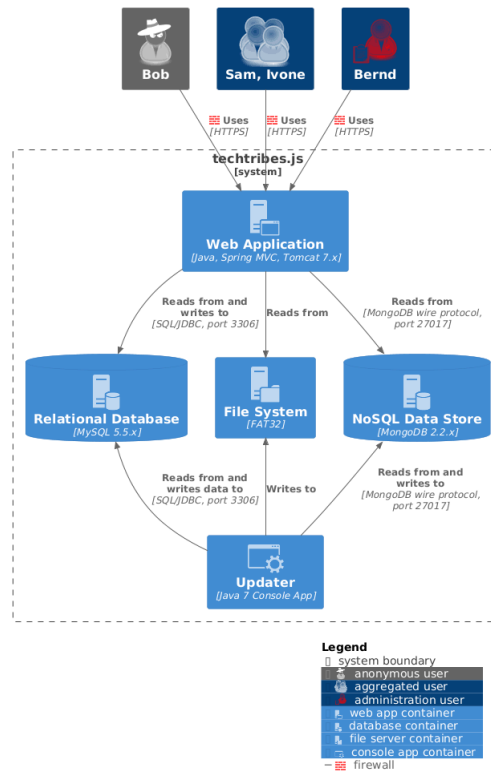 Bob
Sam, Ivone
Bernd
Uses
[HTTPS]
Uses
[HTTPS]
Uses
[HTTPS]
techtribes.js
[system]
Web Application
[Java, Spring MVC, Tomcat 7.x]
Reads from and
writes to
[SQL/JDBC, port 3306]
Reads from
Reads from
[MongoDB wire protocol,
port 27017]
Relational Database
[MySQL 5.5.x]
File System
[FAT32]
NoSQL Data Store
[MongoDB 2.2.x]
Reads from and
writes data to
[SQL/JDBC, port 3306]
Writes to
Reads from and
writes to
[MongoDB wire protocol,
port 27017]
Updater
[Java 7 Console App]
Legend
system boundary
anonymous user
aggregated user
administration user
web app container
database container
file server container
console app container
firewall